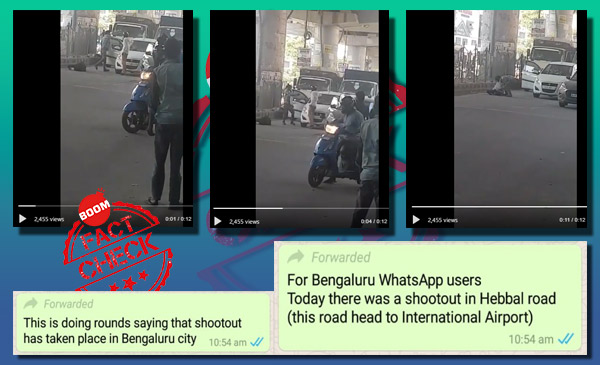 2,455 views 0:01 / 0:12
2,455 views 0:04 / 0:12
2,455 views 0:11 / 0:12
BOOM
FACT
CHECK
Forwarded
This is doing rounds saying that shootout
has taken place in Bengaluru city 10:54 am
Forwarded
For Bengaluru WhatsApp users
Today there was a shootout in Hebbal road
(this road head to International Airport)
10:54 am